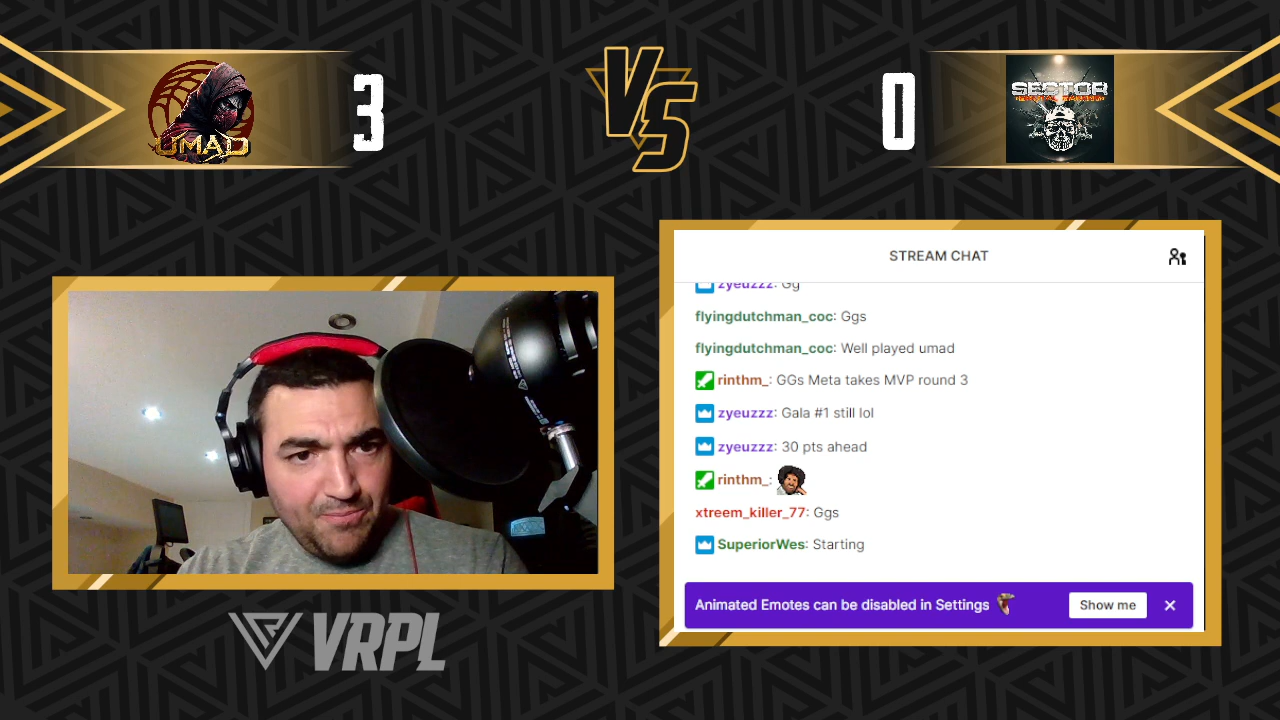 UMAD
3
VS
0
SECTOR
STREAM CHAT
zyeuzzz: Gg
flyingdutchman_coc: Ggs
flyingdutchman_coc: Well played umad
rinthm_: GGs Meta takes MVP round 3
zyeuzzz: Gala #1 still lol
zyeuzzz: 30 pts ahead
rinthm_:
xtreem_killer_77: Ggs
SuperiorWes: Starting
Animated Emotes can be disabled in Settings
Show me
VRPL